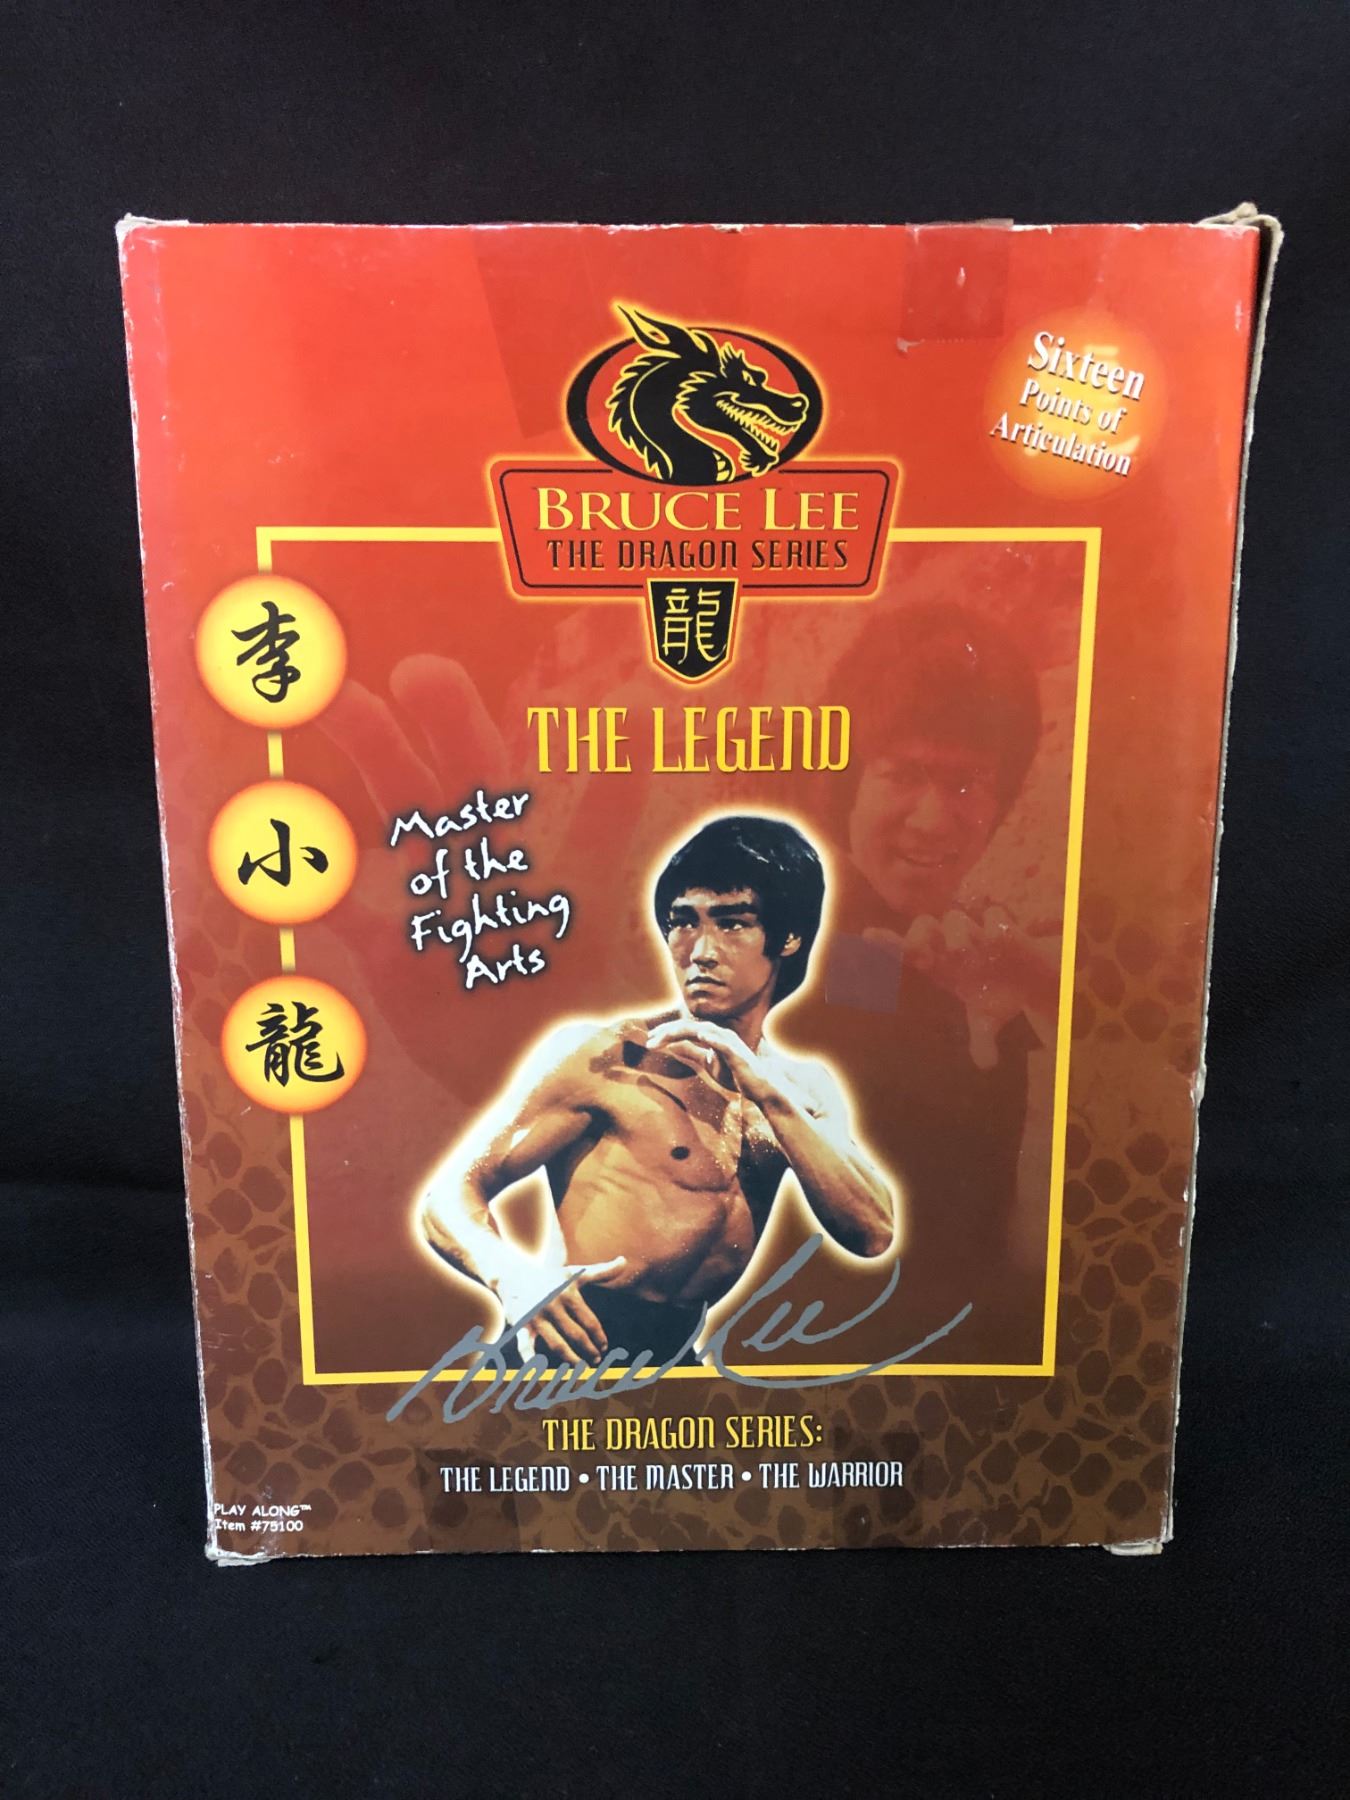 Sixteen
Points of
Articulation
BRUCE LEE
THE DRAGON SERIES
龍
李
小
龍
THE LEGEND
Master
of the
Fighting
Arts
Bruce Lee
THE DRAGON SERIES:
THE LEGEND • THE MASTER • THE WARRIOR
PLAY ALONG™
Item #75100